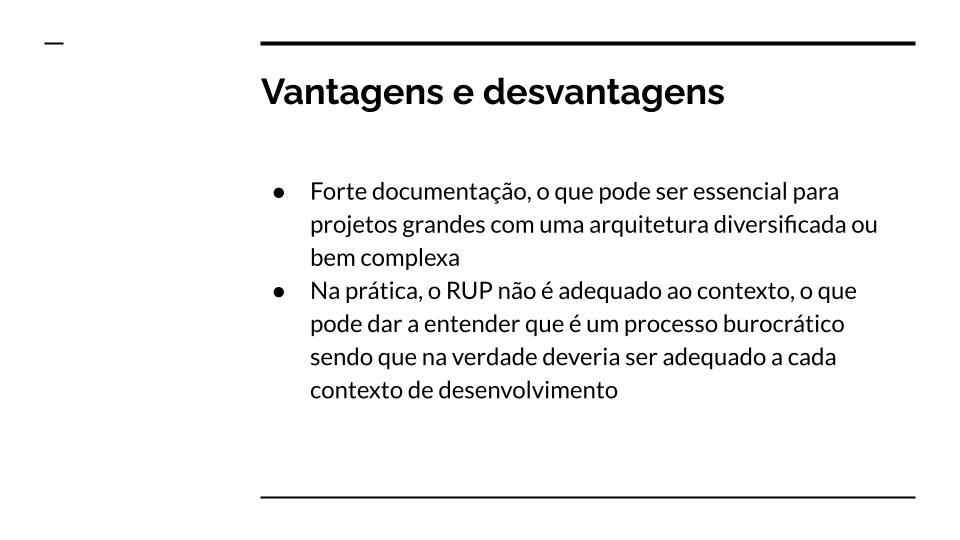 Vantagens e desvantagens
● Forte documentação, o que pode ser essencial para
projetos grandes com uma arquitetura diversificada ou
bem complexa
● Na prática, o RUP não é adequado ao contexto, o que
pode dar a entender que é um processo burocrático
sendo que na verdade deveria ser adequado a cada
contexto de desenvolvimento